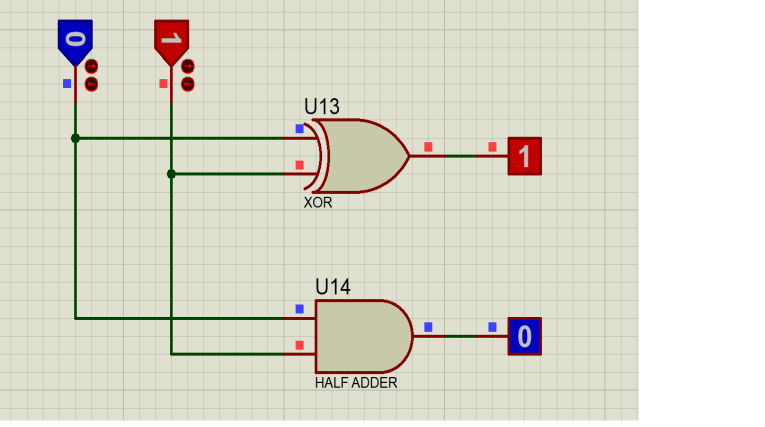 0 1
U13
1
XOR
U14
0
HALF ADDER